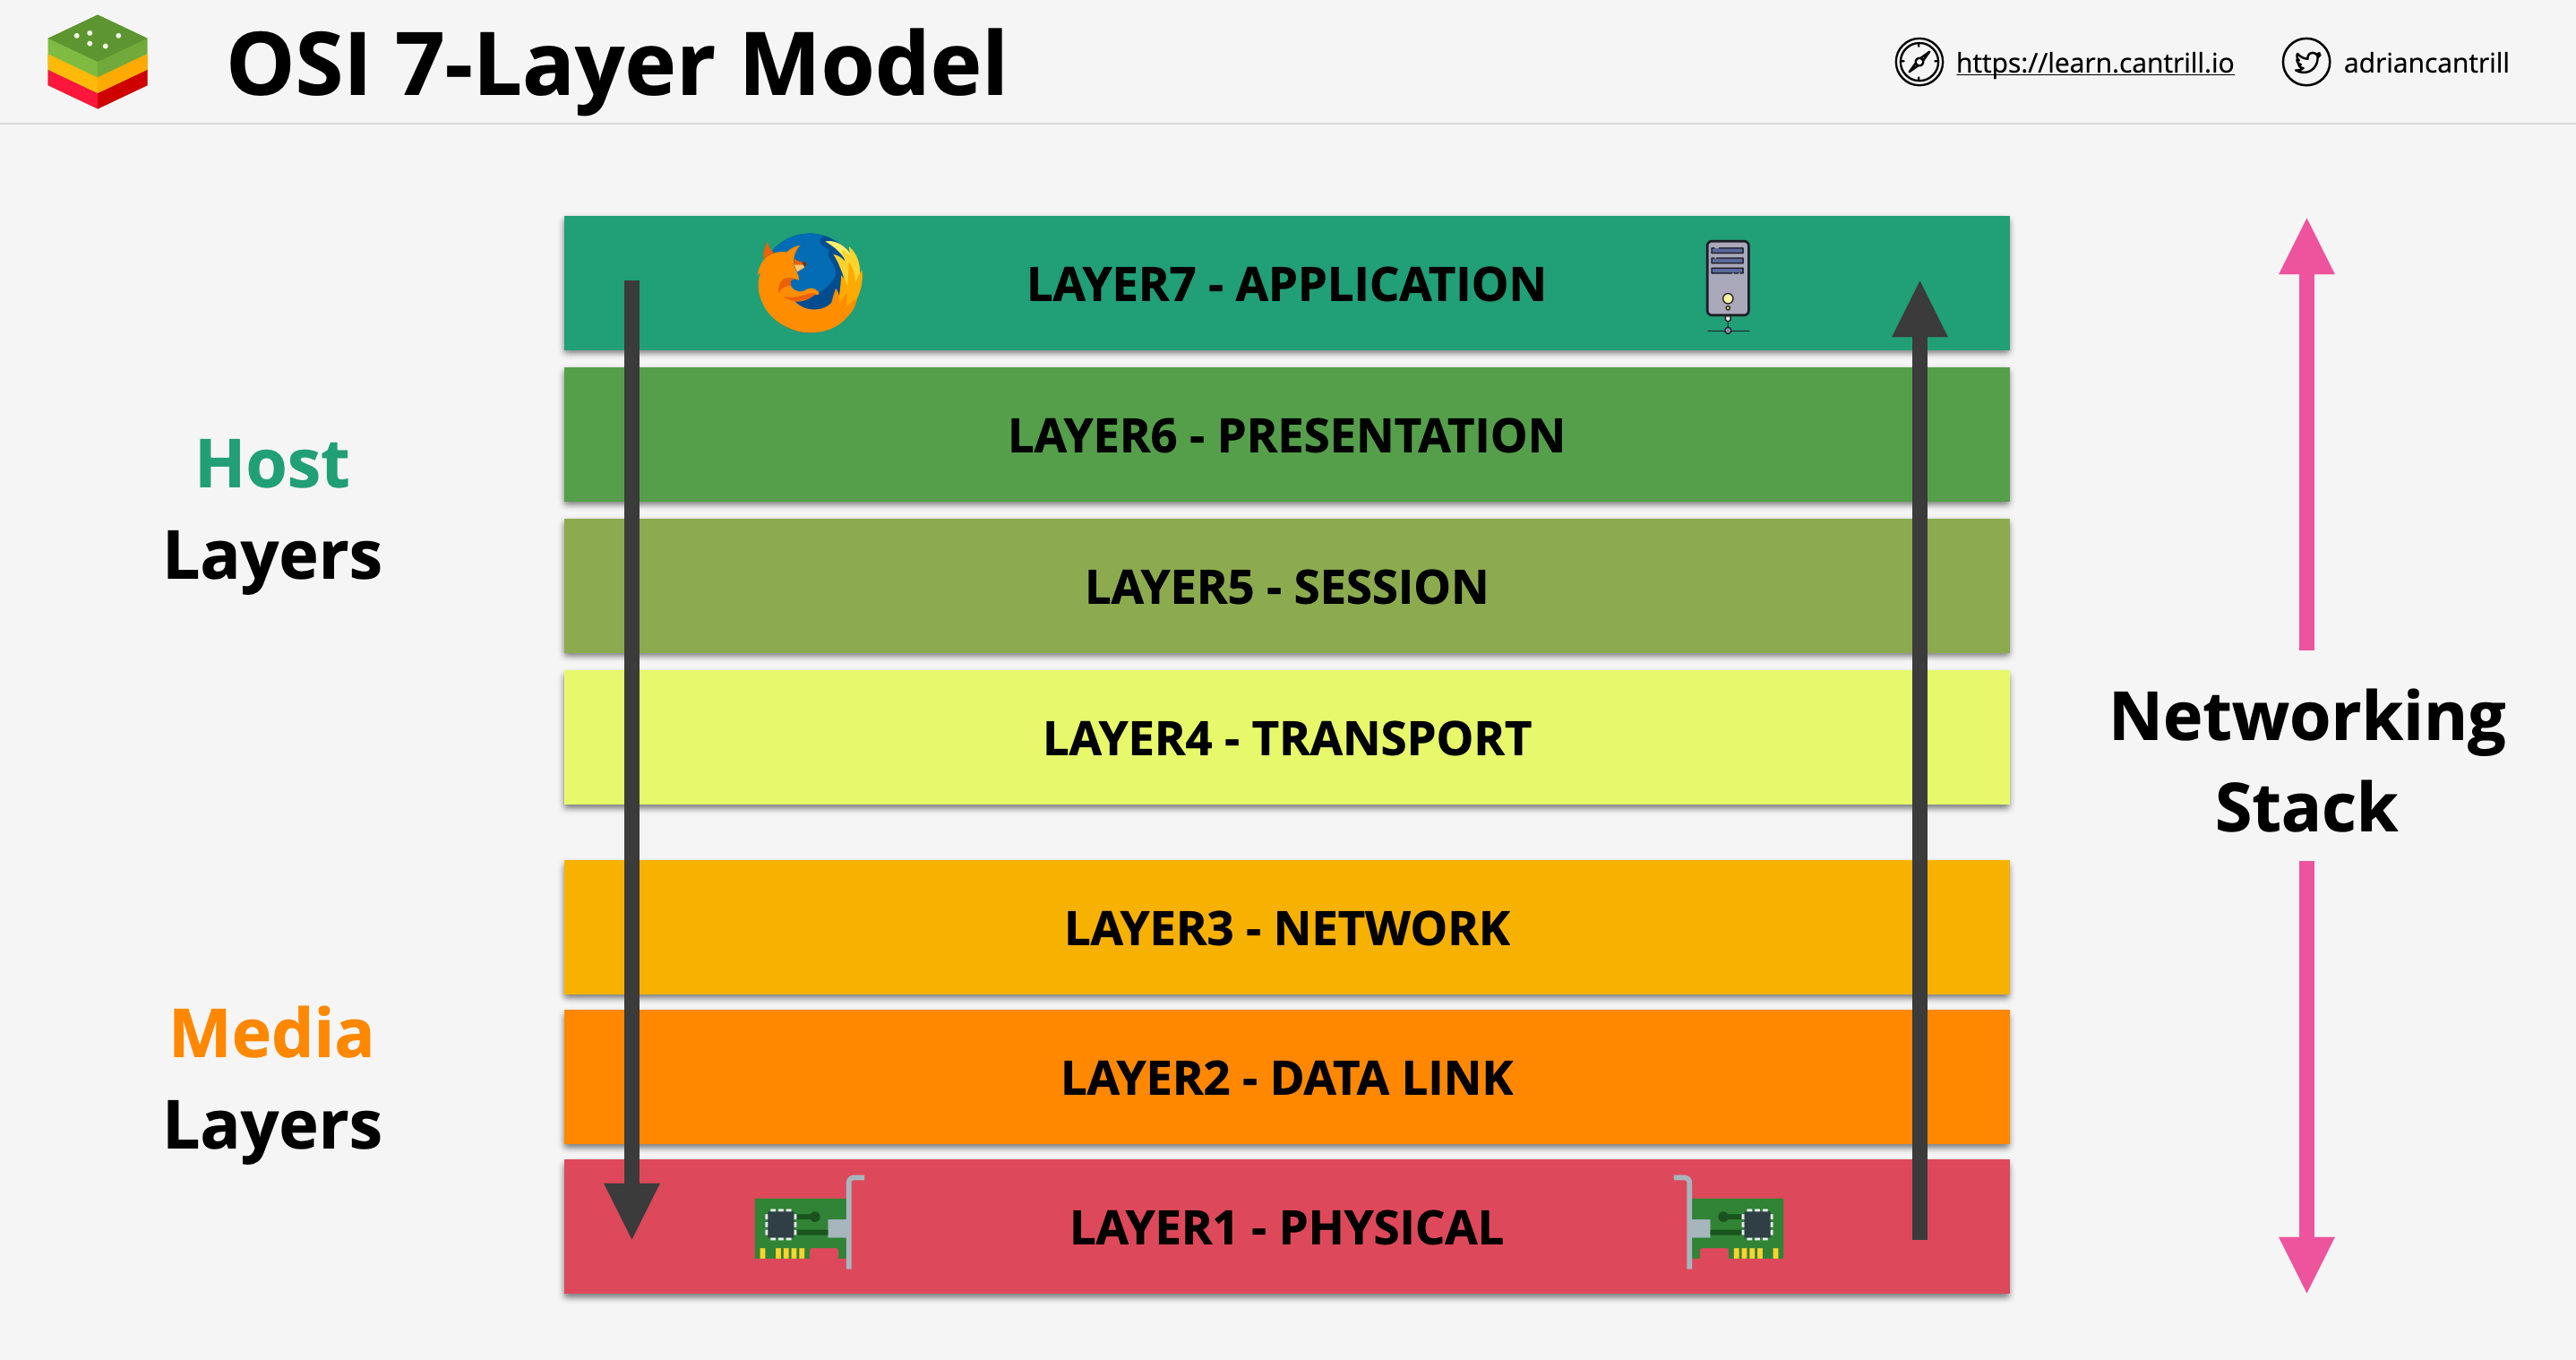 OSI 7-Layer Model
https://learn.cantrill.io
adriancantrill
LAYER7 - APPLICATION
LAYER6 - PRESENTATION
LAYER5 - SESSION
LAYER4 - TRANSPORT
LAYER3 - NETWORK
LAYER2 - DATA LINK
LAYER1 - PHYSICAL
Host
Layers
Media
Layers
Networking
Stack